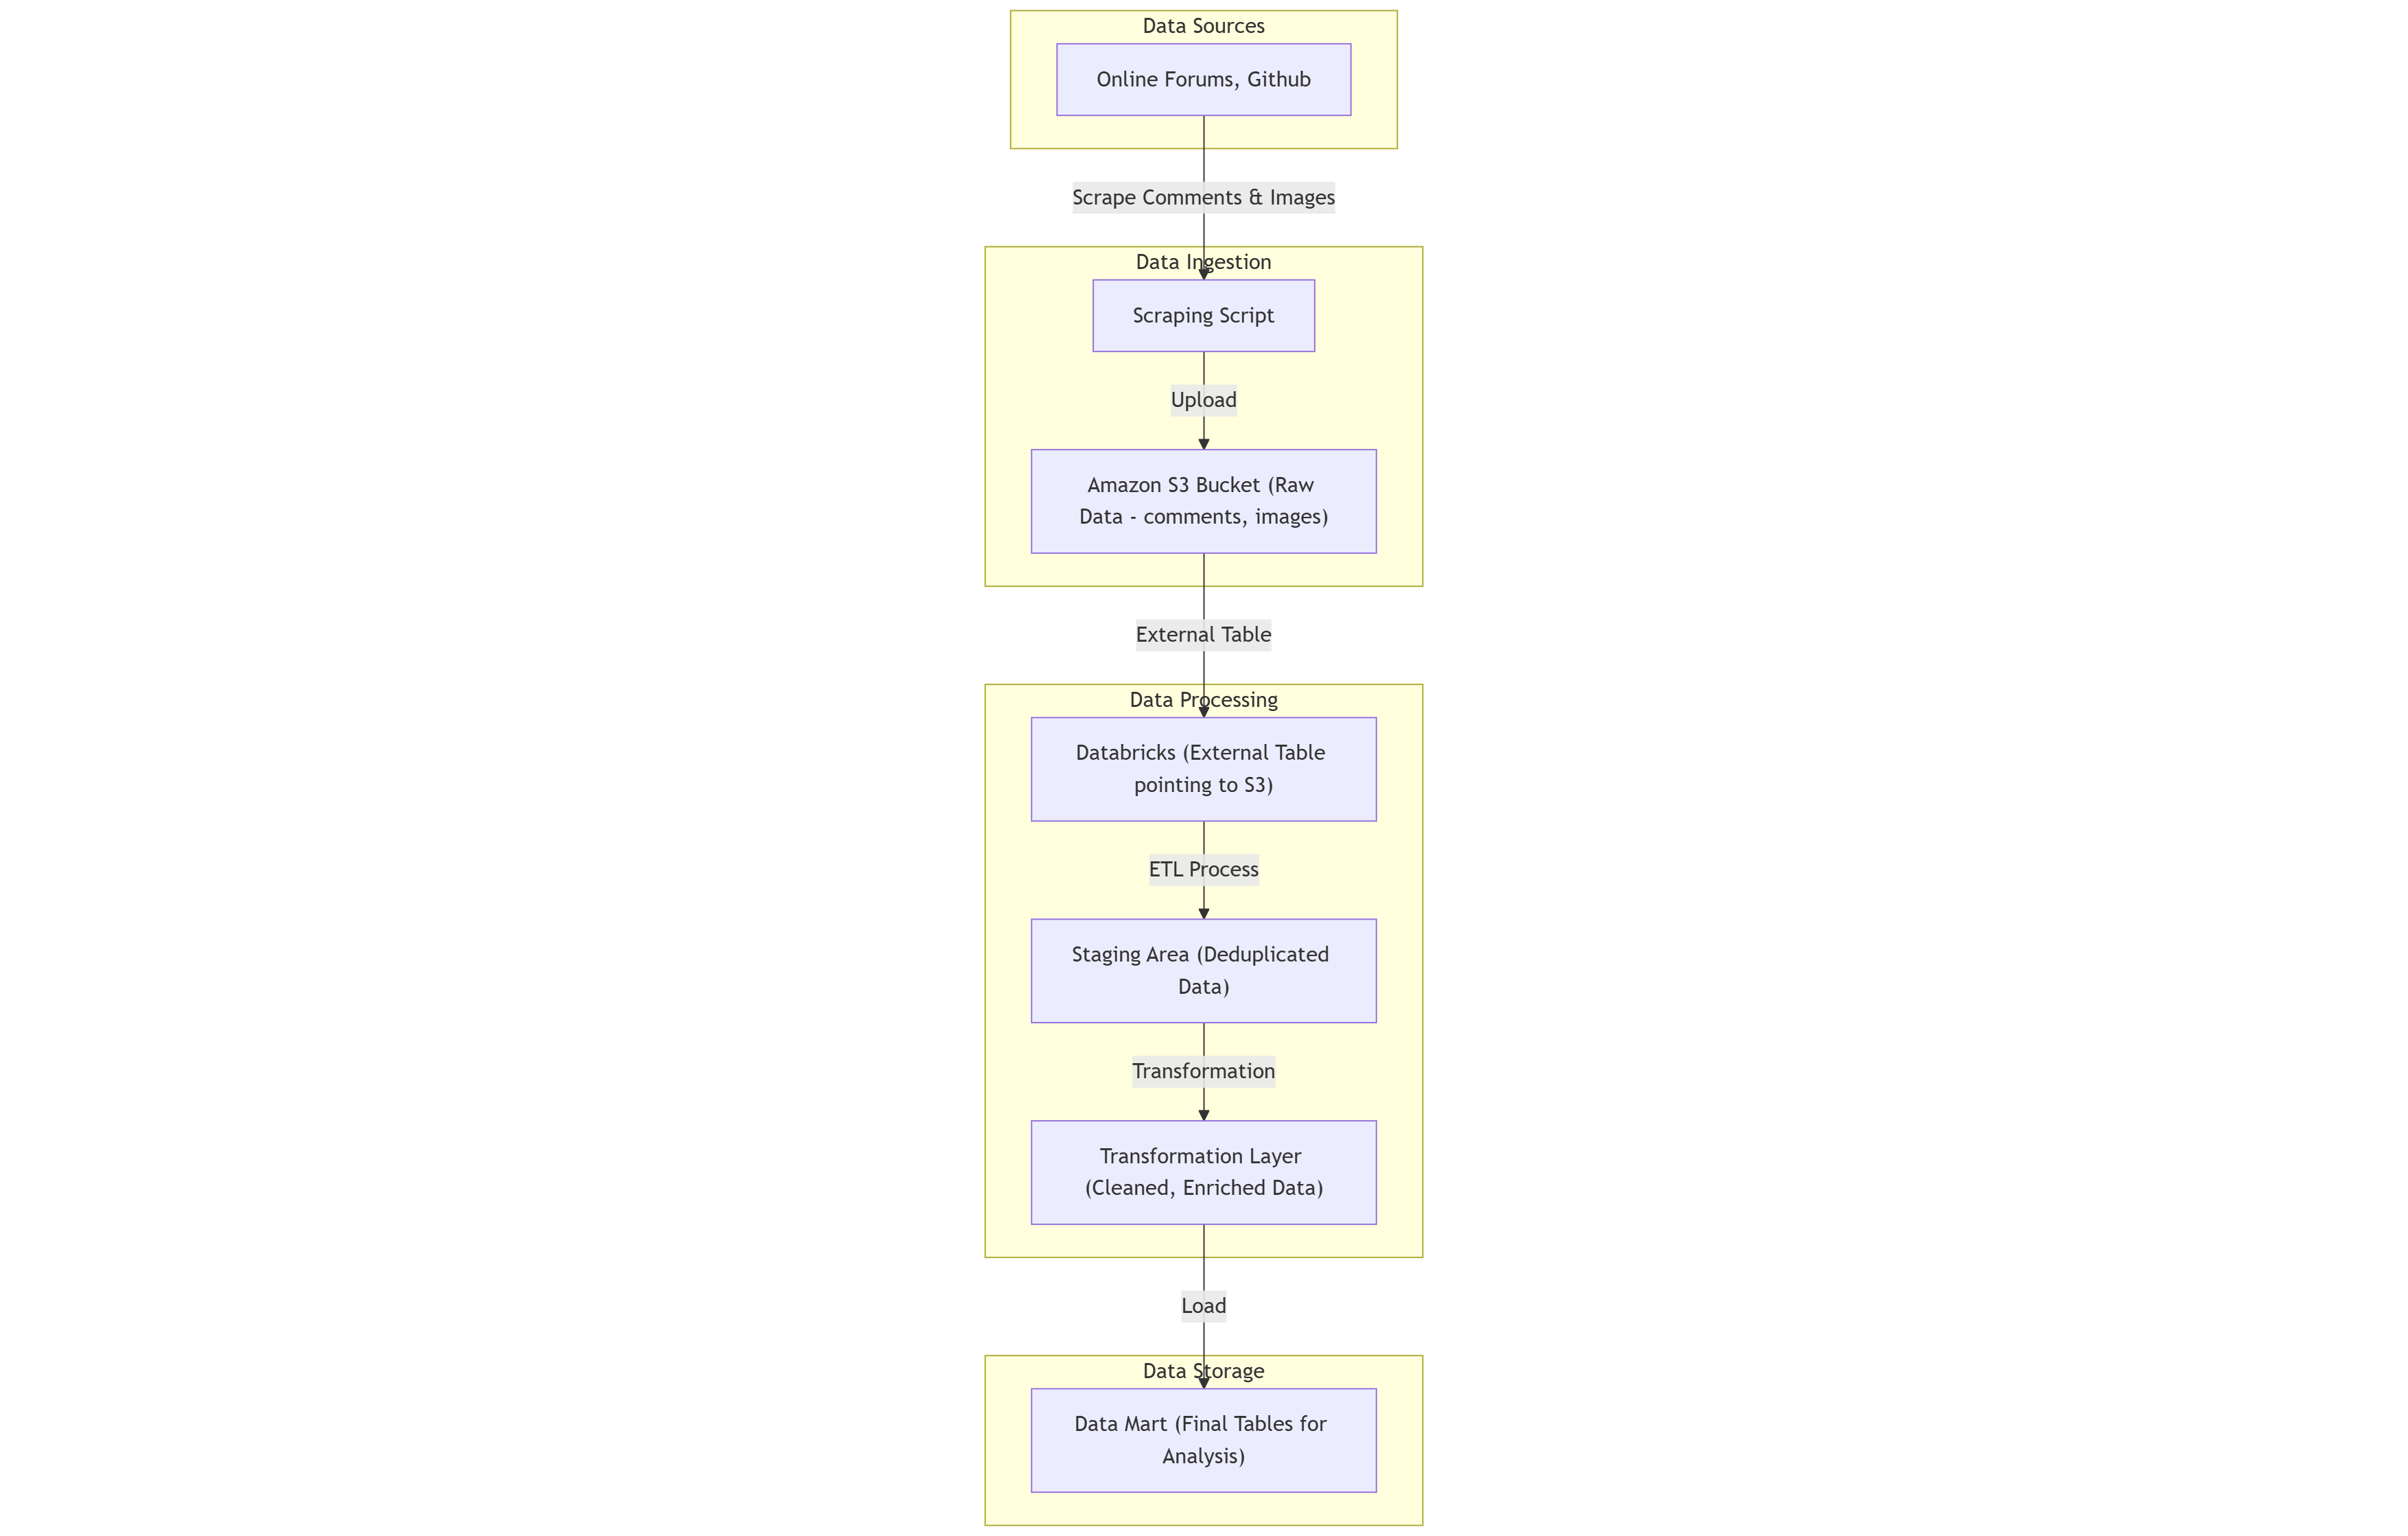 Data Sources
Online Forums, Github
Scrape Comments & Images
Data Ingestion
Scraping Script
Upload
Amazon S3 Bucket (Raw
Data - comments, images)
External Table
Data Processing
Databricks (External Table
pointing to S3)
ETL Process
Staging Area (Deduplicated
Data)
Transformation
Transformation Layer
(Cleaned, Enriched Data)
Load
Data Storage
Data Mart (Final Tables for
Analysis)